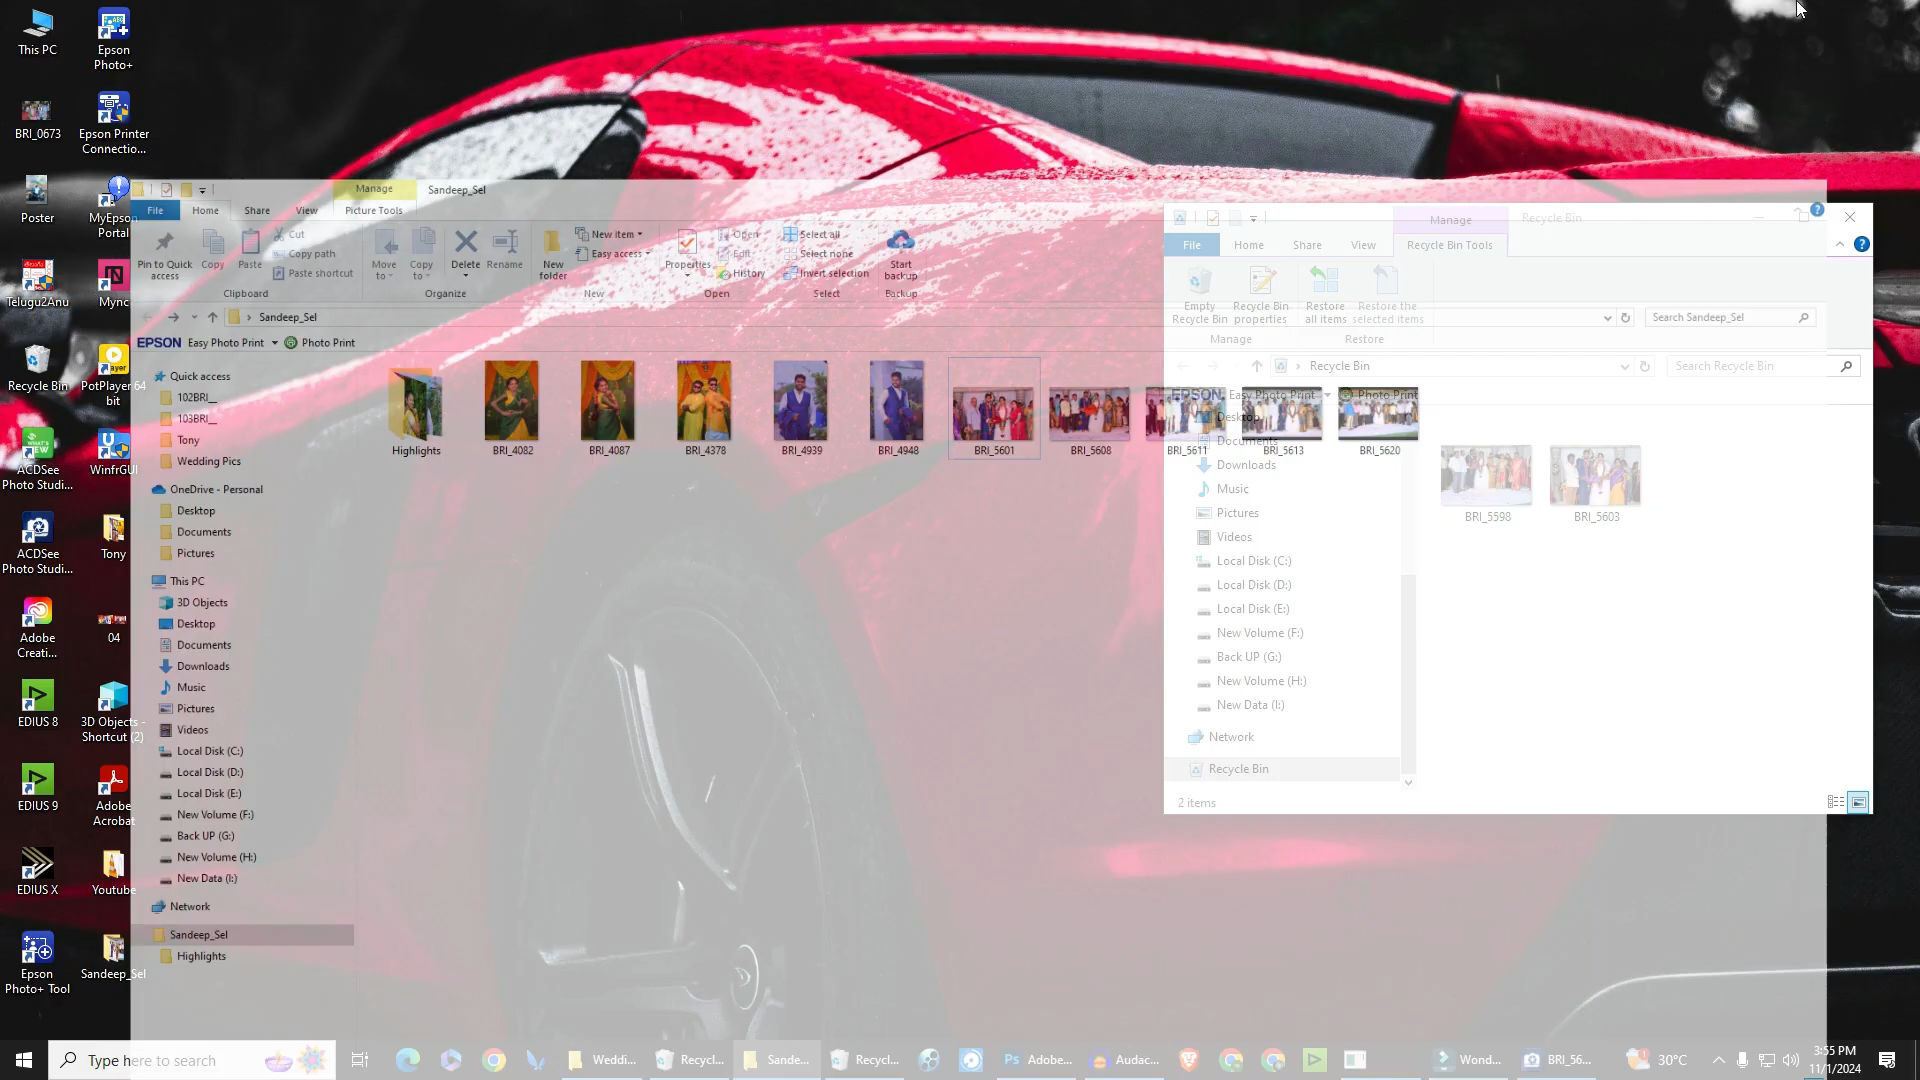 This PC
Epson
Photo+
BRI_0673
Epson Printer
Connectio...
Poster
MyEpson
Portal
Telugu2Anu
Mync
Recycle Bin
PotPlayer 64
bit
ACDSee
Photo Studi...
WinfrGUI
ACDSee
Photo Studi...
Tony
Adobe
Creati...
04
EDIUS 8
3D Objects -
Shortcut (2)
EDIUS 9
Adobe
Acrobat
EDIUS X
Youtube
Epson
Photo+ Tool
Sandeep_Sel
Manage
Sandeep_Sel
File
Home
Share
View
Picture Tools
Pin to Quick
access
Copy
Paste
Cut
Copy path
Paste shortcut
Clipboard
Move
to
Copy
to
Delete
Rename
Organize
New
folder
New item
Easy access
New
Properties
Open
Edit
History
Open
Select all
Select none
Invert selection
Select
Start
backup
Backup
Sandeep_Sel
Search Sandeep_Sel
EPSON Easy Photo Print Photo Print
Quick access
102BRI__
103BRI__
Tony
Wedding Pics
OneDrive - Personal
Desktop
Documents
Pictures
This PC
3D Objects
Desktop
Documents
Downloads
Music
Pictures
Videos
Local Disk (C:)
Local Disk (D:)
Local Disk (E:)
New Volume (F:)
Back UP (G:)
New Volume (H:)
New Data (I:)
Network
Sandeep_Sel
Highlights
Highlights
BRI_4082
BRI_4087
BRI_4378
BRI_4939
BRI_4948
BRI_5601
BRI_5608
BRI_5611
BRI_5613
BRI_5620
Manage
Recycle Bin
File
Home
Share
View
Recycle Bin Tools
Empty
Recycle Bin
Recycle Bin
properties
Manage
Restore
all items
Restore the
selected items
Restore
Recycle Bin
Search Recycle Bin
EPSON Easy Photo Print Photo Print
Desktop
Documents
Downloads
Music
Pictures
Videos
Local Disk (C:)
Local Disk (D:)
Local Disk (E:)
New Volume (F:)
Back UP (G:)
New Volume (H:)
New Data (I:)
Network
Recycle Bin
BRI_5598
BRI_5603
2 items
Type here to search
Weddi...
Recycl...
Sande...
Recycl...
Adobe...
Audac...
Wond...
BRI_56...
30°C
3:55 PM
11/1/2024